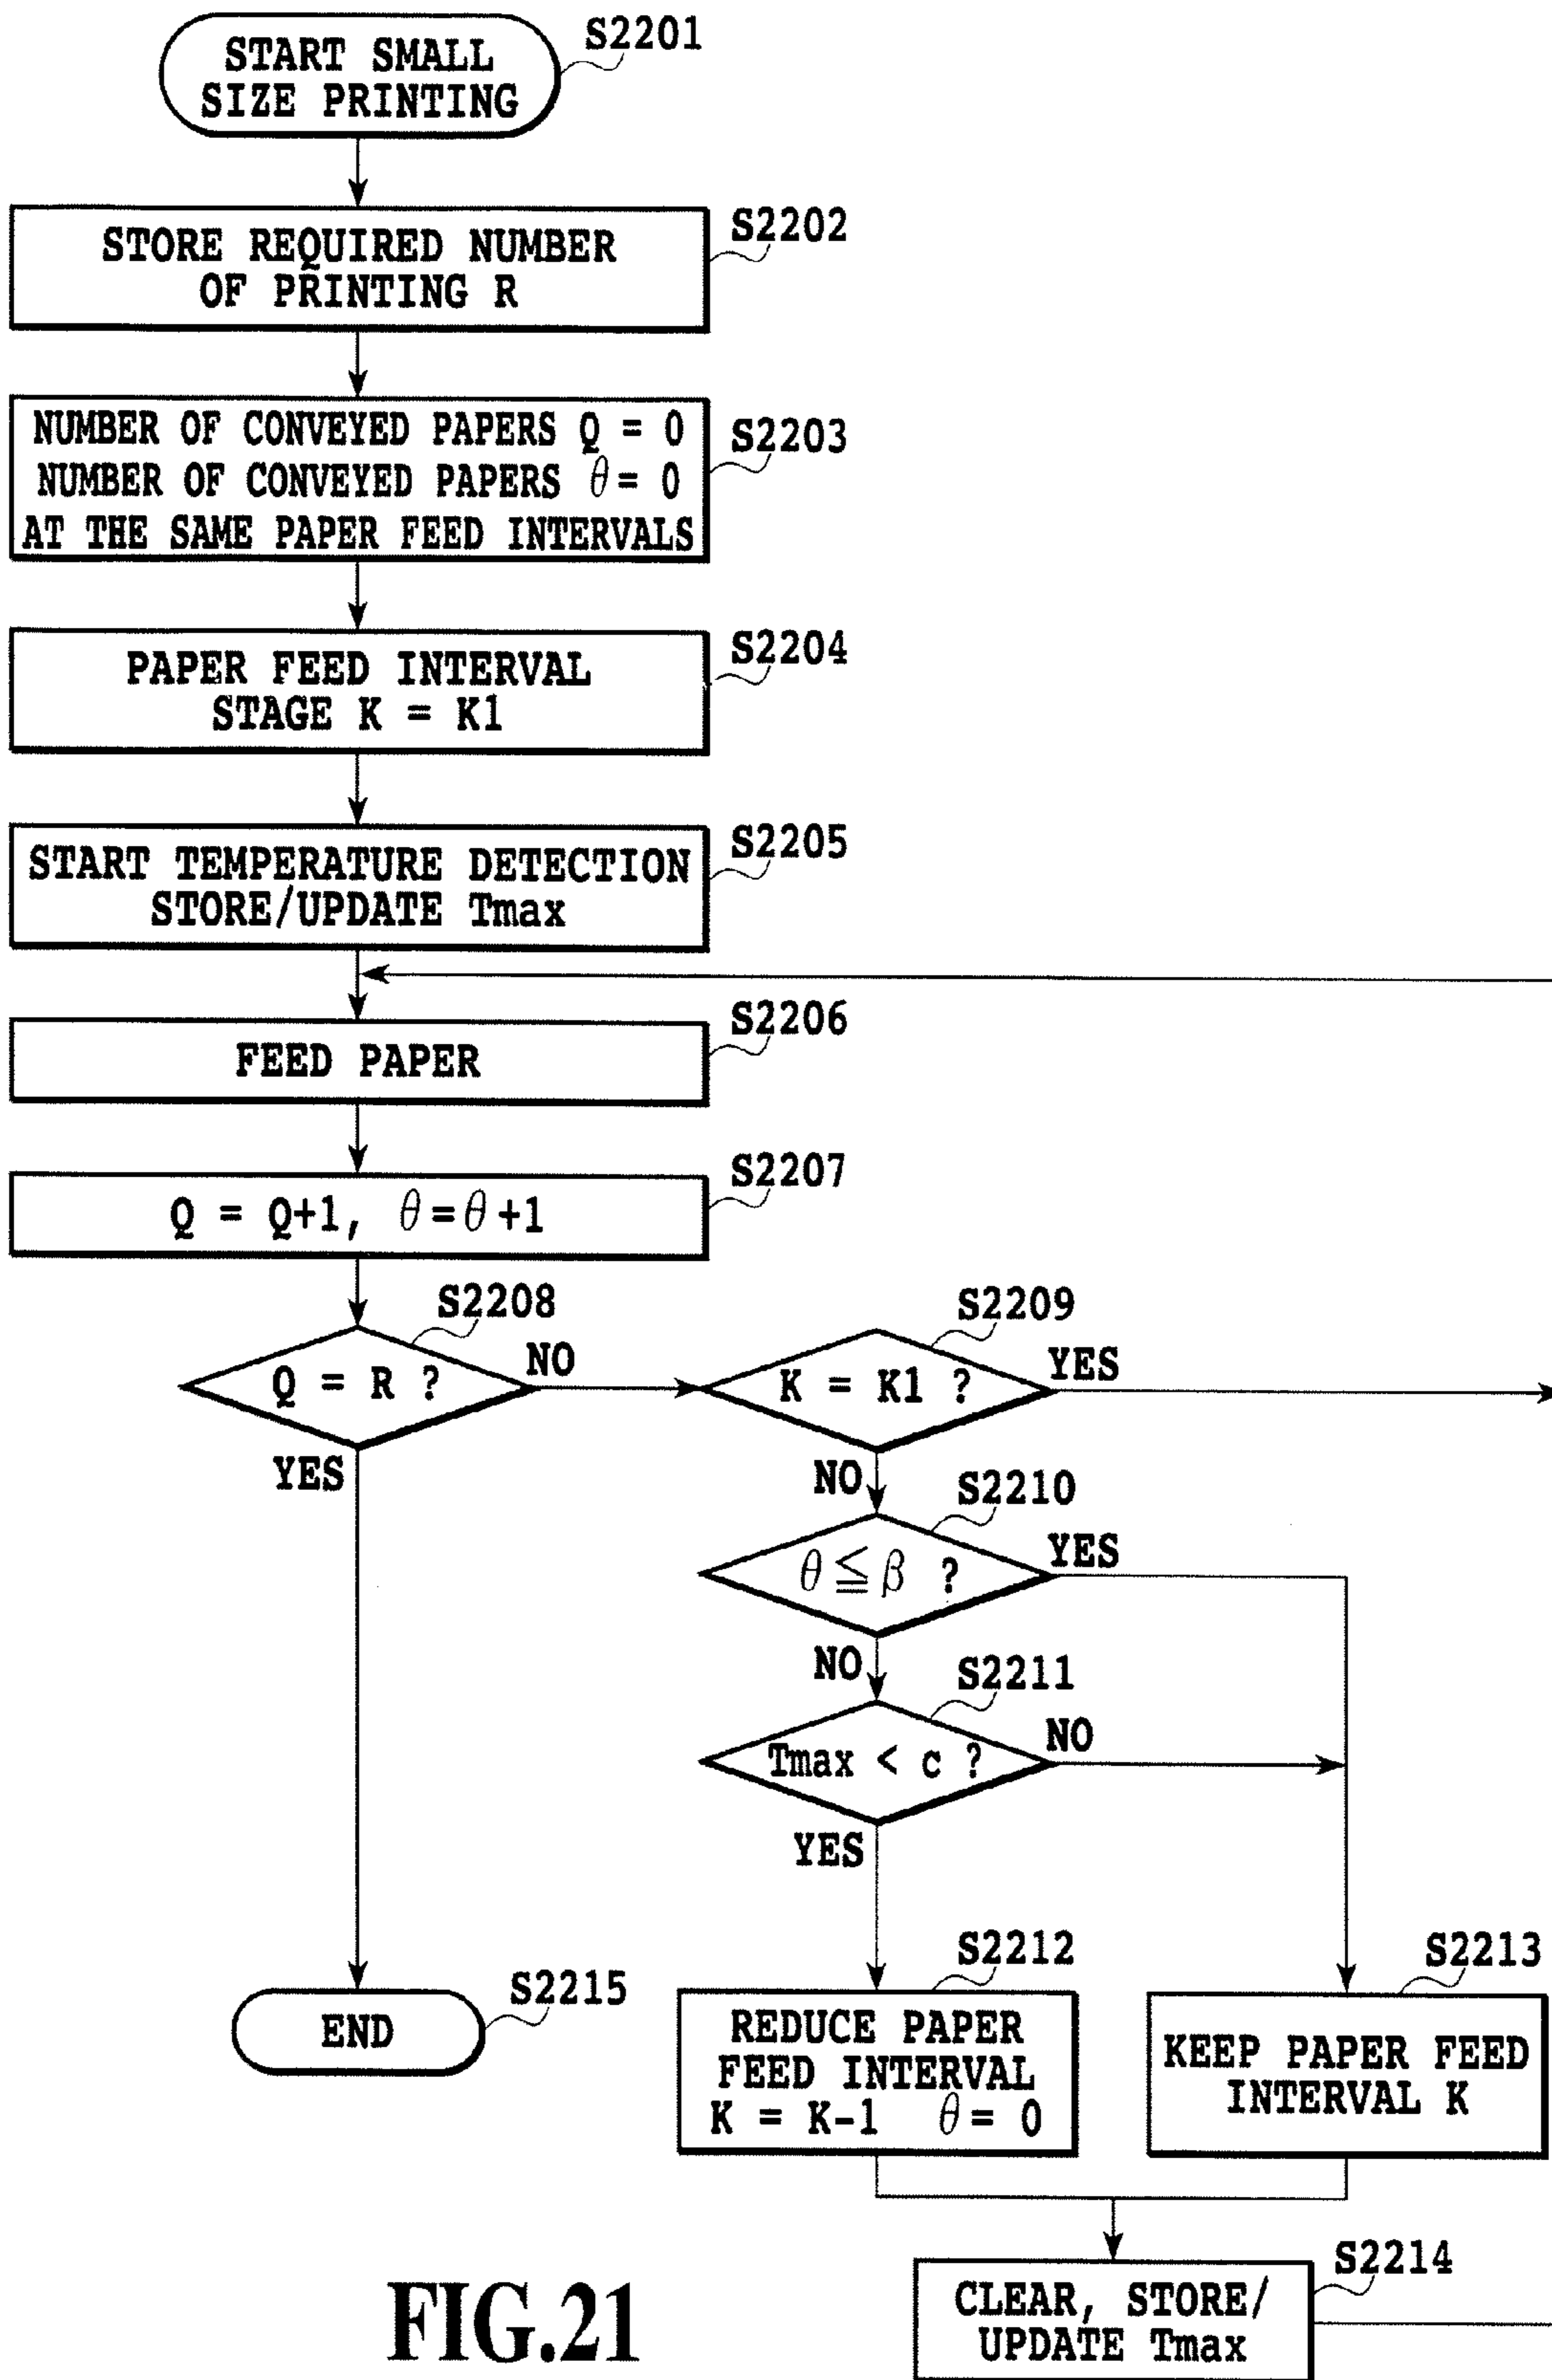 START SMALL
SIZE PRINTING
S2201
STORE REQUIRED NUMBER
OF PRINTING R
S2202
NUMBER OF CONVEYED PAPERS Q = 0
NUMBER OF CONVEYED PAPERS θ = 0
AT THE SAME PAPER FEED INTERVALS
S2203
PAPER FEED INTERVAL
STAGE K = K1
S2204
START TEMPERATURE DETECTION
STORE/UPDATE Tmax
S2205
FEED PAPER
S2206
Q = Q+1, θ = θ +1
S2207
Q = R ?
S2208
NO
YES
K = K1 ?
S2209
YES
NO
θ ≦ β ?
S2210
YES
NO
Tmax < c ?
S2211
NO
YES
END
S2215
REDUCE PAPER
FEED INTERVAL
K = K-1 θ = 0
S2212
KEEP PAPER FEED
INTERVAL K
S2213
CLEAR, STORE/
UPDATE Tmax
S2214
FIG.21